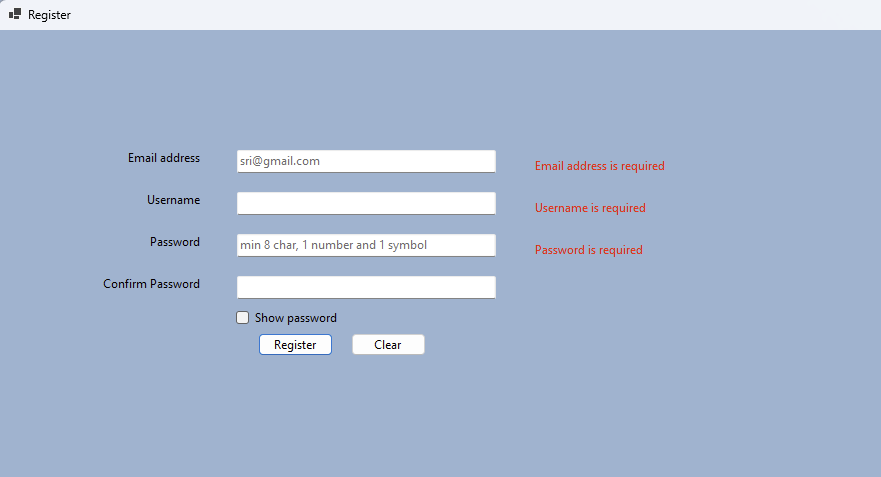 Register
Email address
sri@gmail.com
Email address is required
Username
Username is required
Password
min 8 char, 1 number and 1 symbol
Password is required
Confirm Password
Show password
Register
Clear